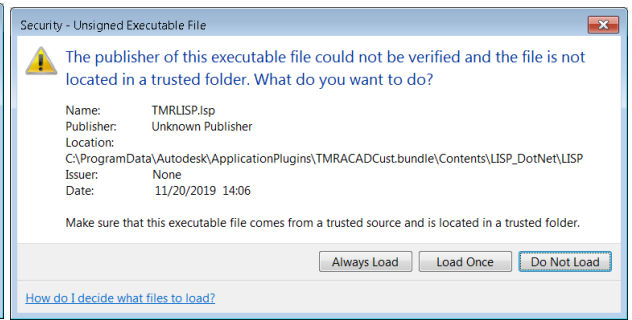 Security - Unsigned Executable File
The publisher of this executable file could not be verified and the file is not
located in a trusted folder. What do you want to do?
Name: TMRLISP.lsp
Publisher: Unknown Publisher
Location:
C:\ProgramData\Autodesk\ApplicationPlugins\TMRACADCust.bundle\Contents\LISP_DotNet\LISP
Issuer: None
Date: 11/20/2019 14:06
Make sure that this executable file comes from a trusted source and is located in a trusted folder.
Always Load Load Once Do Not Load
How do I decide what files to load?